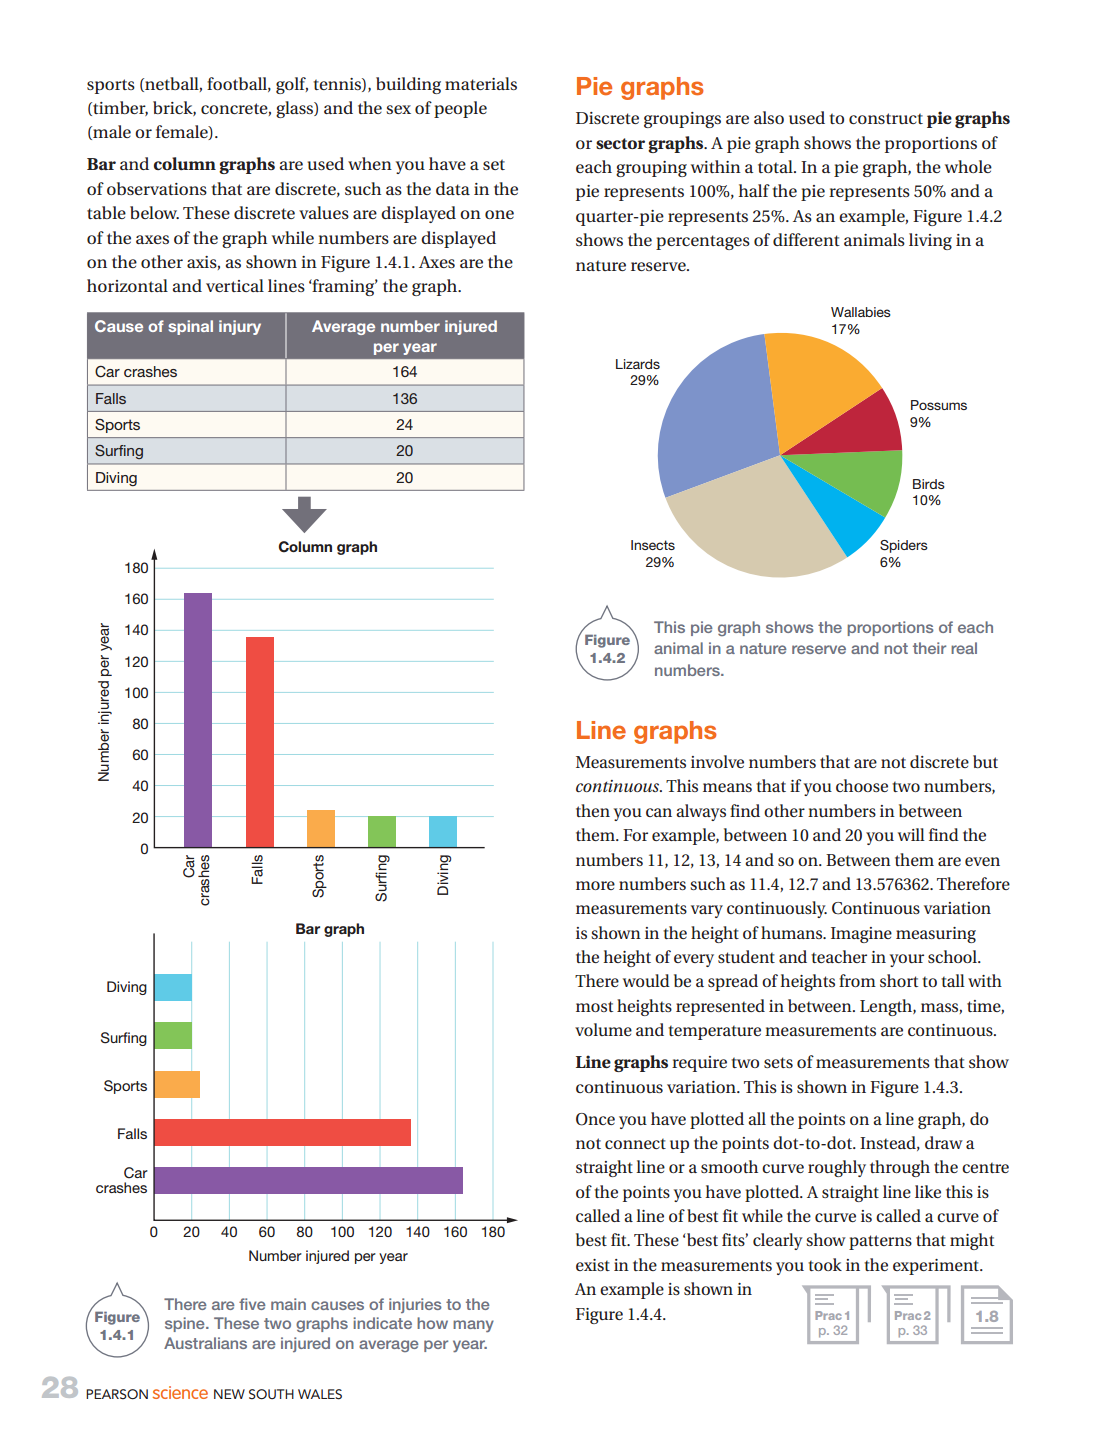 sports (netball, football, golf, tennis), building materials
(timber, brick, concrete, glass) and the sex of people
(male or female).
Bar and column graphs are used when you have a set
of observations that are discrete, such as the data in the
table below. These discrete values are displayed on one
of the axes of the graph while numbers are displayed
on the other axis, as shown in Figure 1.4.1. Axes are the
horizontal and vertical lines ‘framing’ the graph.
Cause of spinal injury
Average number injured
per year
Car crashes 164
Falls 136
Sports 24
Surfing 20
Diving 20
Column graph
Number injured per year
180
160
140
120
100
80
60
40
20
0
Car
crashes
Falls
Sports
Surfing
Diving
Bar graph
Diving
Surfing
Sports
Falls
Car
crashes
0 20 40 60 80 100 120 140 160 180
Number injured per year
Figure
1.4.1
There are five main causes of injuries to the
spine. These two graphs indicate how many
Australians are injured on average per year.
Pie graphs
Discrete groupings are also used to construct pie graphs
or sector graphs. A pie graph shows the proportions of
each grouping within a total. In a pie graph, the whole
pie represents 100%, half the pie represents 50% and a
quarter-pie represents 25%. As an example, Figure 1.4.2
shows the percentages of different animals living in a
nature reserve.
Wallabies
17%
Lizards
29%
Possums
9%
Birds
10%
Insects
29%
Spiders
6%
Figure
1.4.2
This pie graph shows the proportions of each
animal in a nature reserve and not their real
numbers.
Line graphs
Measurements involve numbers that are not discrete but
continuous. This means that if you choose two numbers,
then you can always find other numbers in between
them. For example, between 10 and 20 you will find the
numbers 11, 12, 13, 14 and so on. Between them are even
more numbers such as 11.4, 12.7 and 13.576362. Therefore
measurements vary continuously. Continuous variation
is shown in the height of humans. Imagine measuring
the height of every student and teacher in your school.
There would be a spread of heights from short to tall with
most heights represented in between. Length, mass, time,
volume and temperature measurements are continuous.
Line graphs require two sets of measurements that show
continuous variation. This is shown in Figure 1.4.3.
Once you have plotted all the points on a line graph, do
not connect up the points dot-to-dot. Instead, draw a
straight line or a smooth curve roughly through the centre
of the points you have plotted. A straight line like this is
called a line of best fit while the curve is called a curve of
best fit. These ‘best fits’ clearly show patterns that might
exist in the measurements you took in the experiment.
An example is shown in
Figure 1.4.4.
Prac 1
p. 32
Prac 2
p. 33
1.8
28 PEARSON science NEW SOUTH WALES